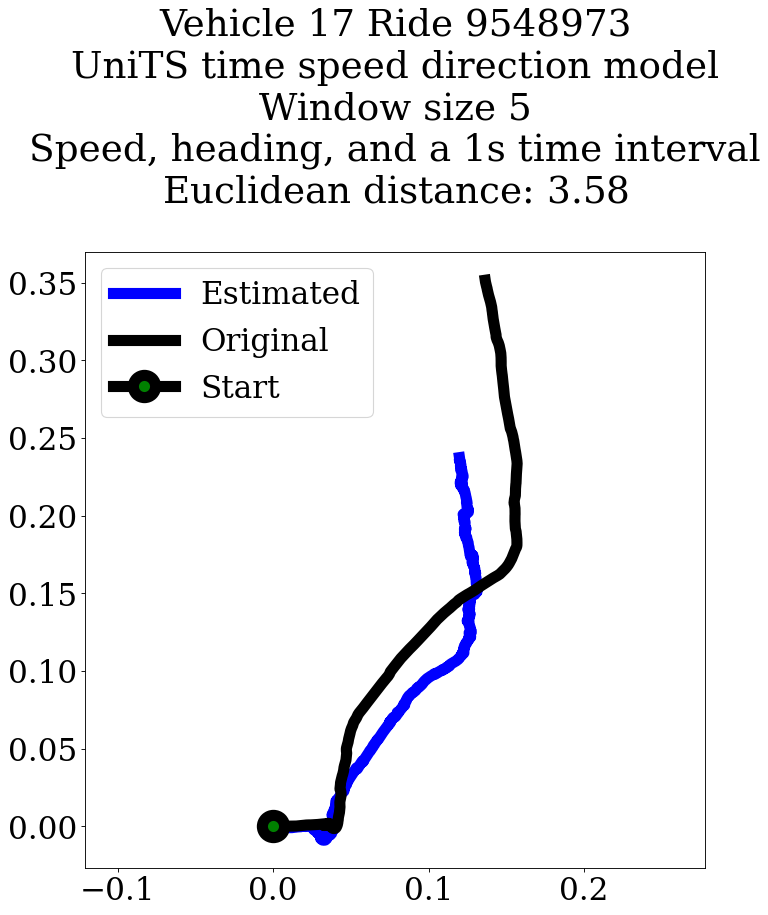 Vehicle 17 Ride 9548973
UniTS time speed direction model
Window size 5
Speed, heading, and a 1s time interval
Euclidean distance: 3.58
Estimated
Original
Start
0.35
0.30
0.25
0.20
0.15
0.10
0.05
0.00
−0.1
0.0
0.1
0.2